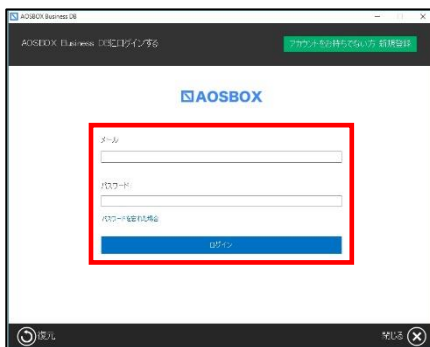 AOSBOX Business DB
AOSBOX Business DBにログインする
アカウントをお持ちでない方 新規登録
AOSBOX
メール
パスワード
パスワードを忘れた場合
ログイン
復元
閉じる